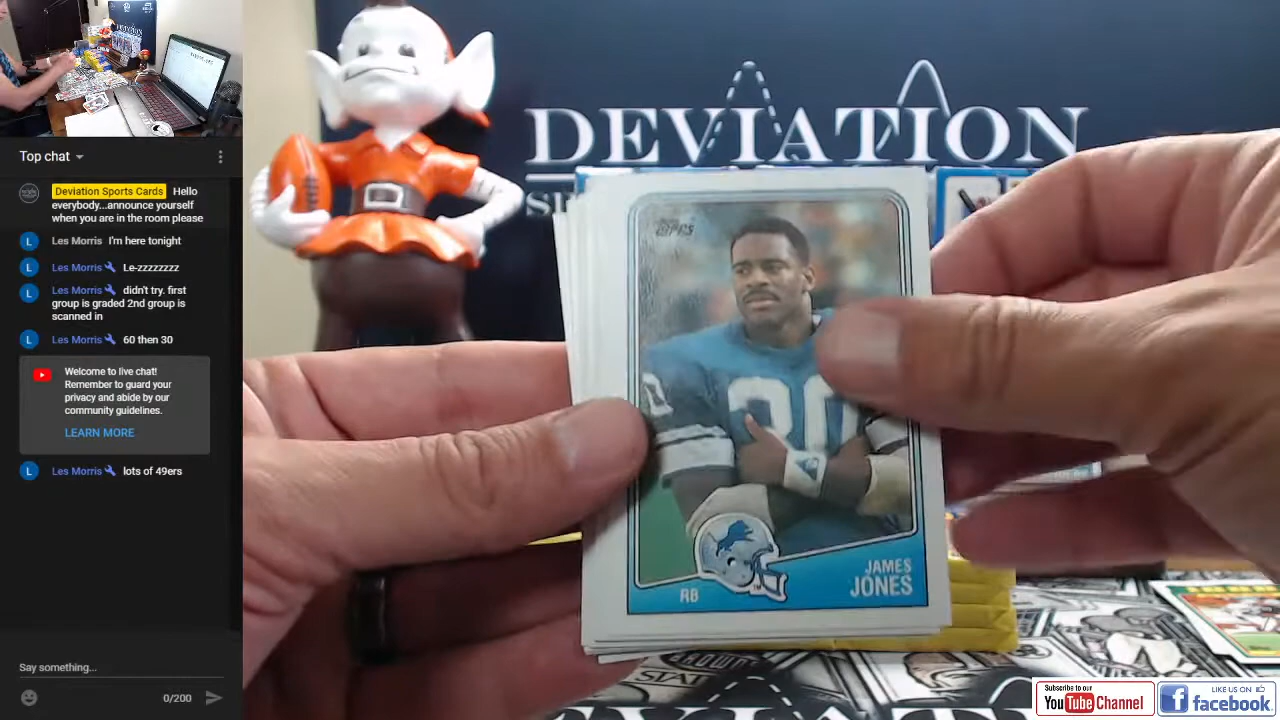 Top chat
Deviation Sports Cards Hello
everybody...announce yourself
when you are in the room please
L Les Morris I'm here tonight
L Les Morris Le-zzzzzzzz
L Les Morris didn't try. first
group is graded 2nd group is
scanned in
L Les Morris 60 then 30
Welcome to live chat!
Remember to guard your
privacy and abide by our
community guidelines.
LEARN MORE
L Les Morris lots of 49ers
Say something...
0/200
DEVIATION
TOPPS
30
RB
JAMES
JONES
BROWNS
Subscribe to our
YouTube Channel
LIKE US ON
facebook.